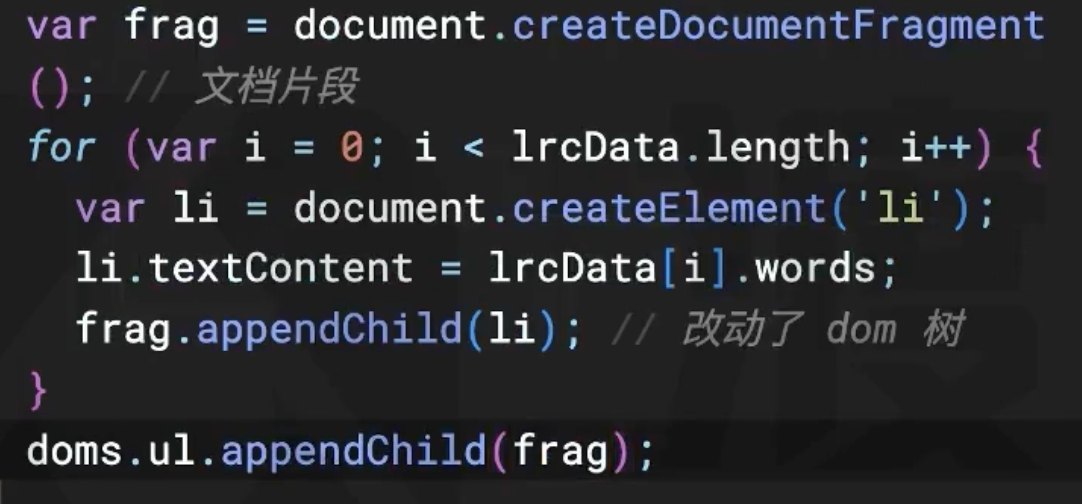 var frag = document.createDocumentFragment
(); // 文档片段
for (var i = 0; i < lrcData.length; i++) {
  var li = document.createElement('li');
  li.textContent = lrcData[i].words;
  frag.appendChild(li); // 改动了 dom 树
}
doms.ul.appendChild(frag);